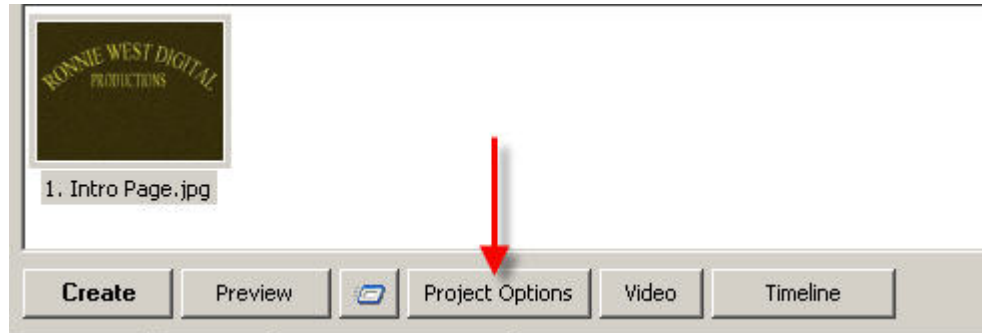 RONNIE WEST DIGITAL
PRODUCTIONS
1. Intro Page.jpg
Create Preview Project Options Video Timeline